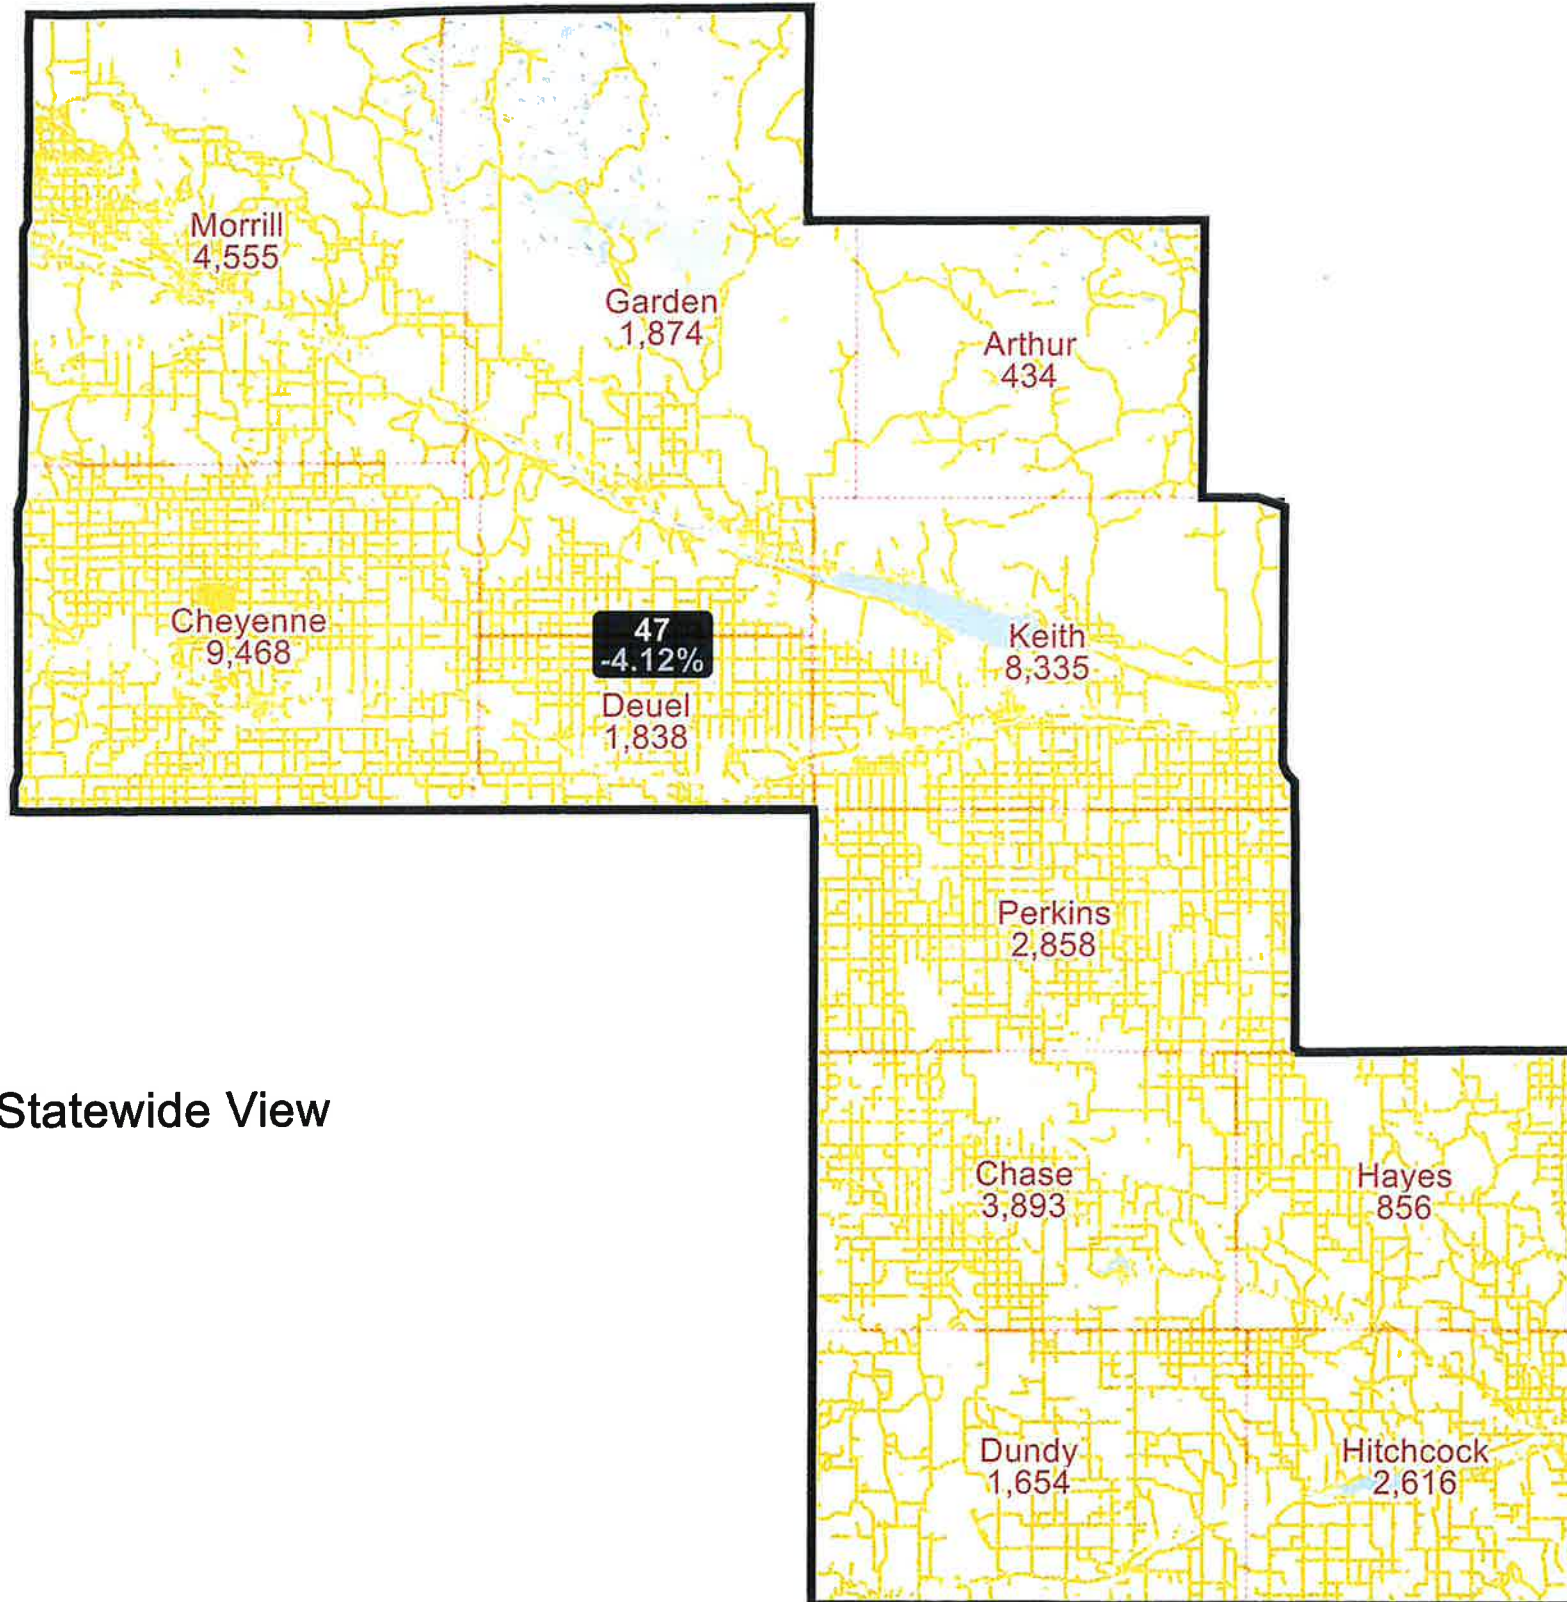 Morrill
4,555
Garden
1,874
Arthur
434
Cheyenne
9,468
47
-4.12%
Deuel
1,838
Keith
8,335
Perkins
2,858
Statewide View
Chase
3,893
Hayes
856
Dundy
1,654
Hitchcock
2,616